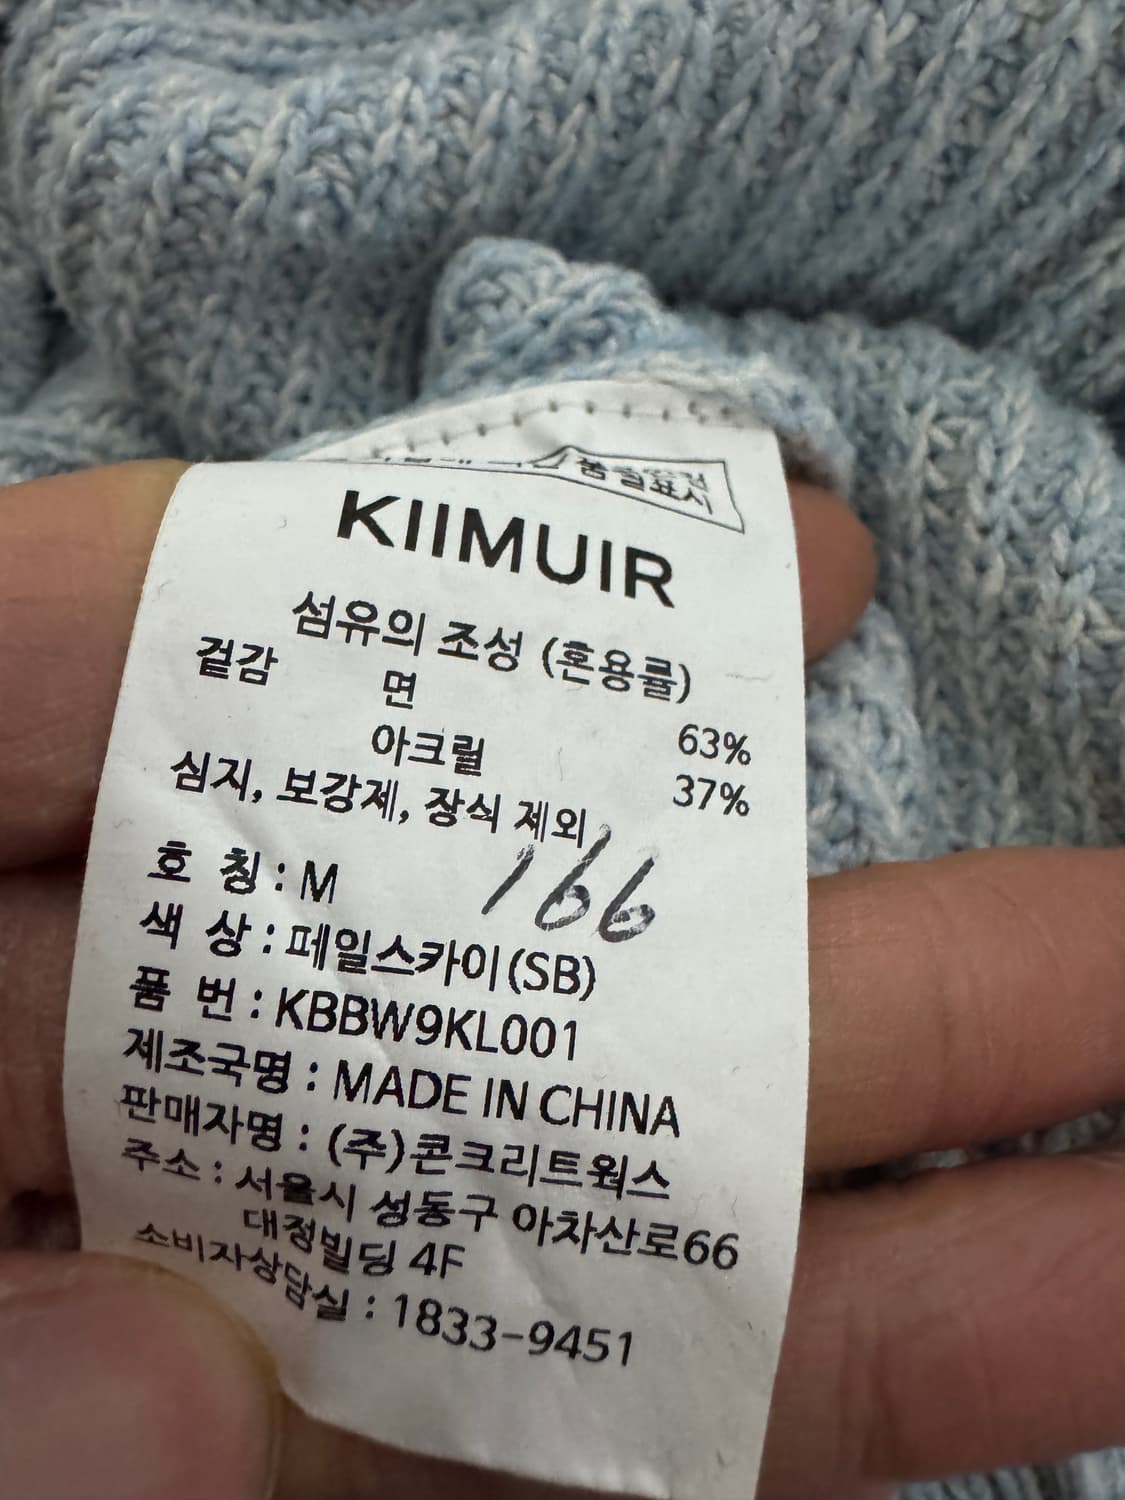 품질표시
KIIMUIR
섬유의 조성 (혼용률)
겉감 면 63%
아크릴 37%
심지, 보강제, 장식 제외
166
호 칭 : M
색 상 : 페일스카이(SB)
품 번 : KBBW9KL001
제조국명 : MADE IN CHINA
판매자명 : (주)콘크리트웍스
주소 : 서울시 성동구 아차산로66
대정빌딩 4F
소비자상담실 : 1833-9451